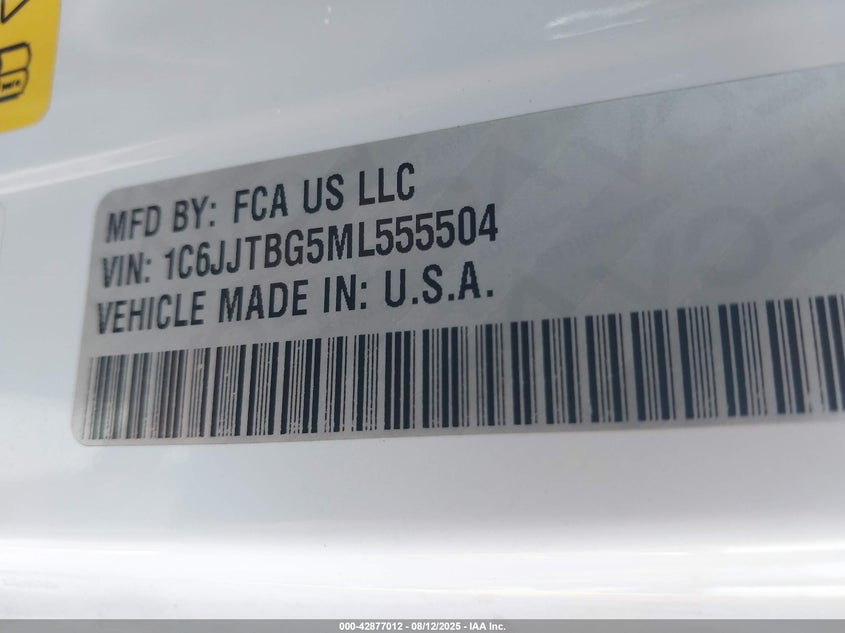 MFD BY: FCA US LLC
VIN: 1C6JJTBG5ML555504
VEHICLE MADE IN: U.S.A.
000-42877012 - 08/12/2025 - IAA Inc.